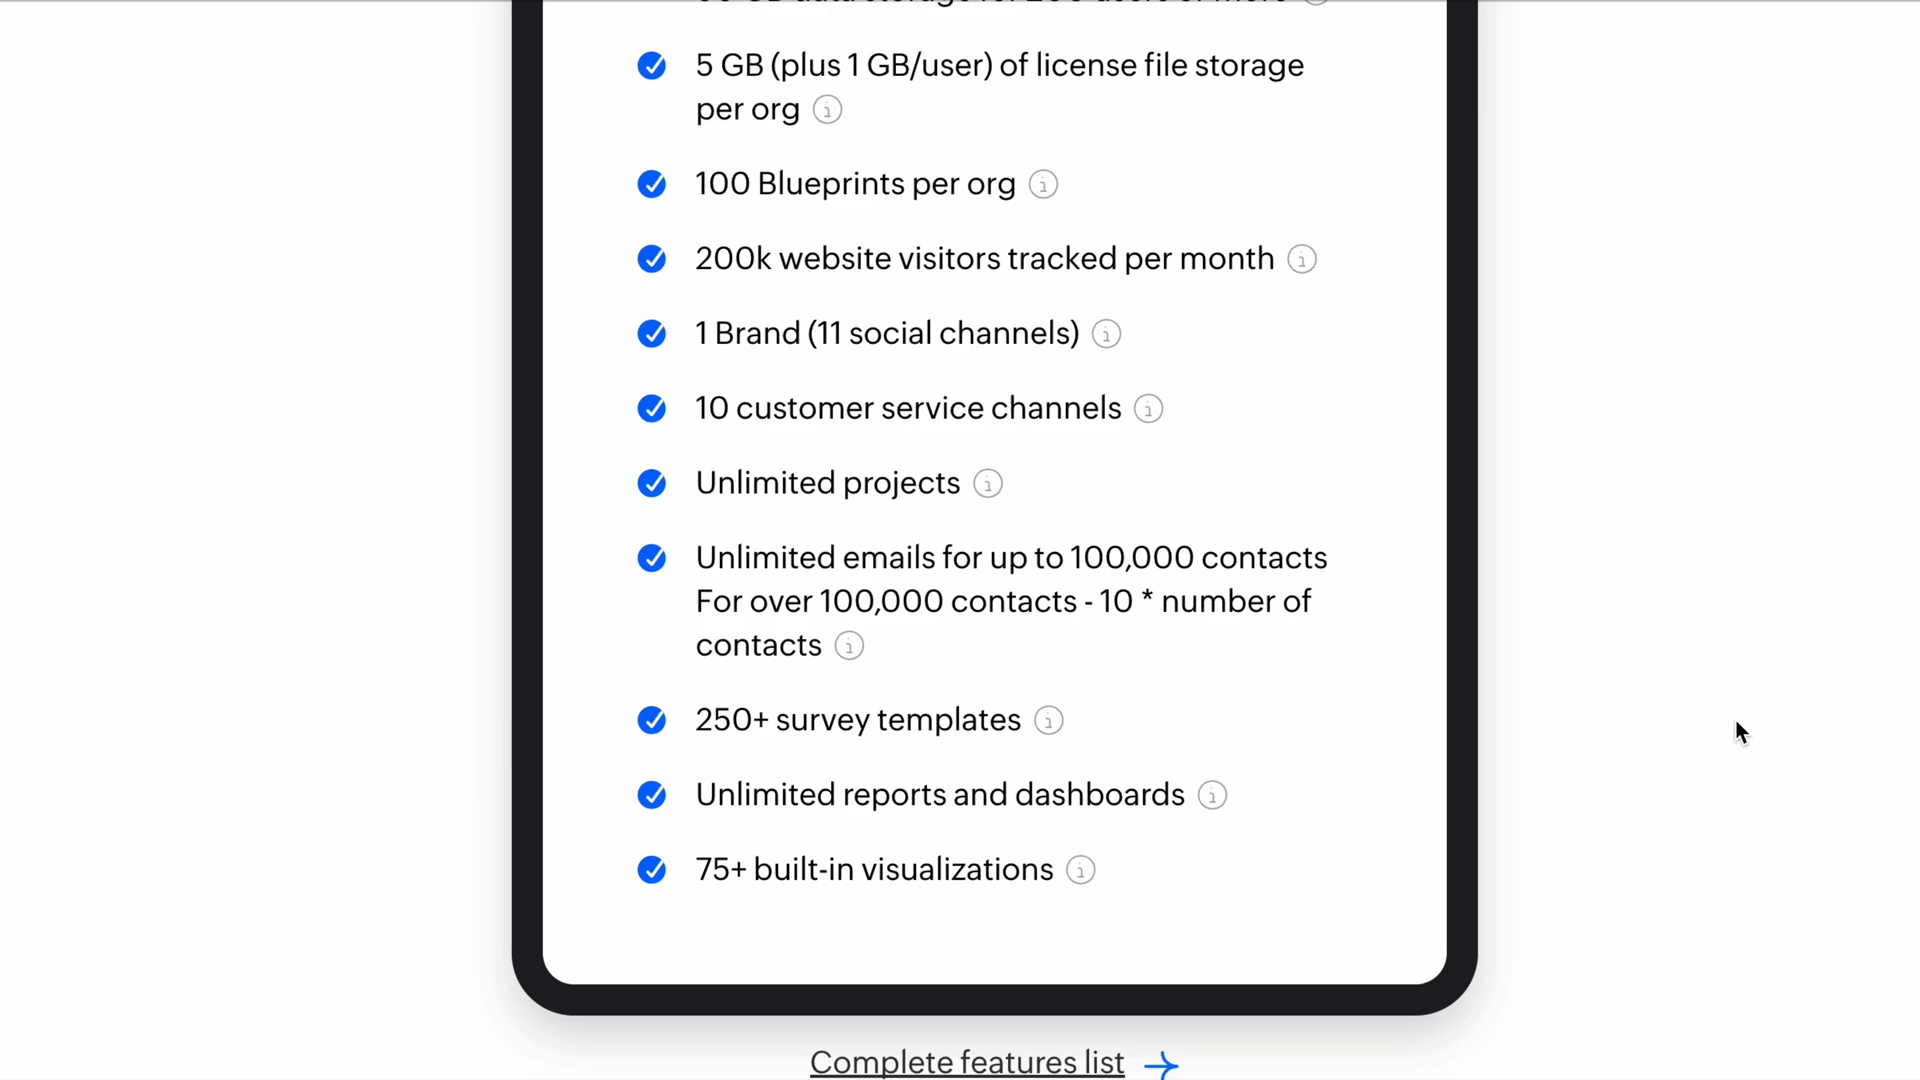 5 GB (plus 1 GB/user) of license file storage
per org
100 Blueprints per org
200k website visitors tracked per month
1 Brand (11 social channels)
10 customer service channels
Unlimited projects
Unlimited emails for up to 100,000 contacts
For over 100,000 contacts - 10 * number of
contacts
250+ survey templates
Unlimited reports and dashboards
75+ built-in visualizations
Complete features list